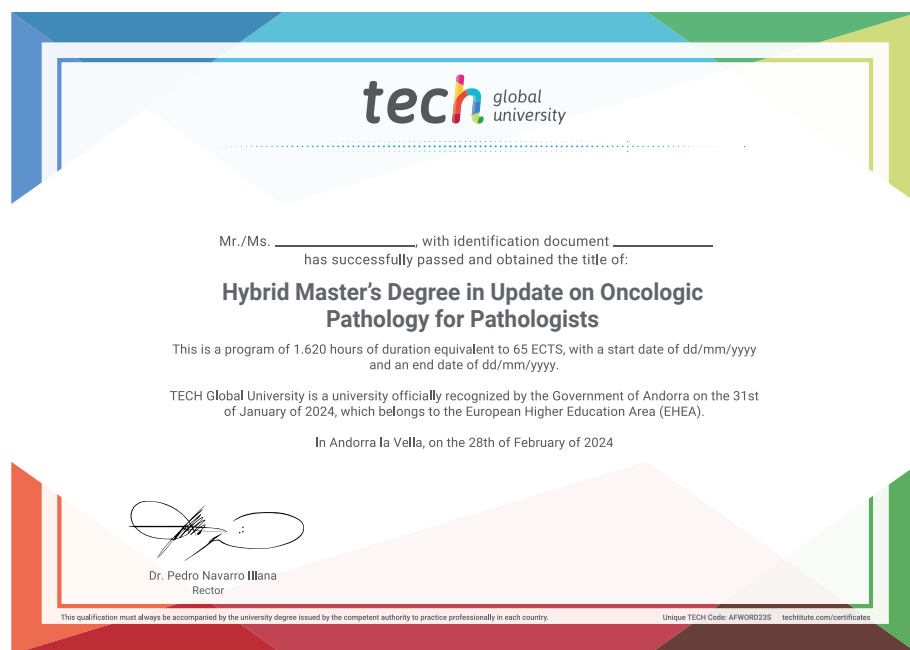 tech global
university
Mr./Ms. ______________, with identification document __________
has successfully passed and obtained the title of:
Hybrid Master's Degree in Update on Oncologic
Pathology for Pathologists
This is a program of 1.620 hours of duration equivalent to 65 ECTS, with a start date of dd/mm/yyyy
and an end date of dd/mm/yyyy.
TECH Global University is a university officially recognized by the Government of Andorra on the 31st
of January of 2024, which belongs to the European Higher Education Area (EHEA).
In Andorra la Vella, on the 28th of February of 2024
Dr. Pedro Navarro Illana
Rector
This qualification must always be accompanied by the university degree issued by the competent authority to practice professionally in each country.
Unique TECH Code: AFWORD23S techtitute.com/certificates